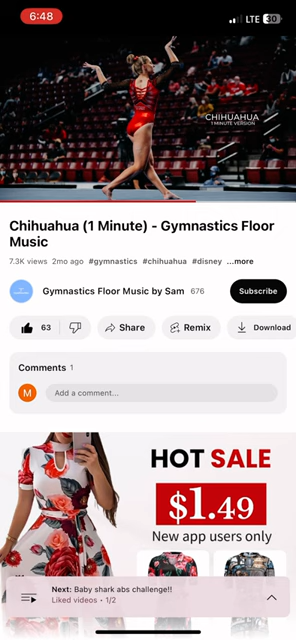 6:48
LTE 30
CHIHUAHUA
1 MINUTE VERSION
Chihuahua (1 Minute) - Gymnastics Floor
Music
7.3K views 2mo ago #gymnastics #chihuahua #disney ...more
Gymnastics Floor Music by Sam 676
Subscribe
63
Share
Remix
Download
Comments 1
M
Add a comment...
HOT SALE
$1.49
New app users only
Next: Baby shark abs challenge!!
Liked videos • 1/2